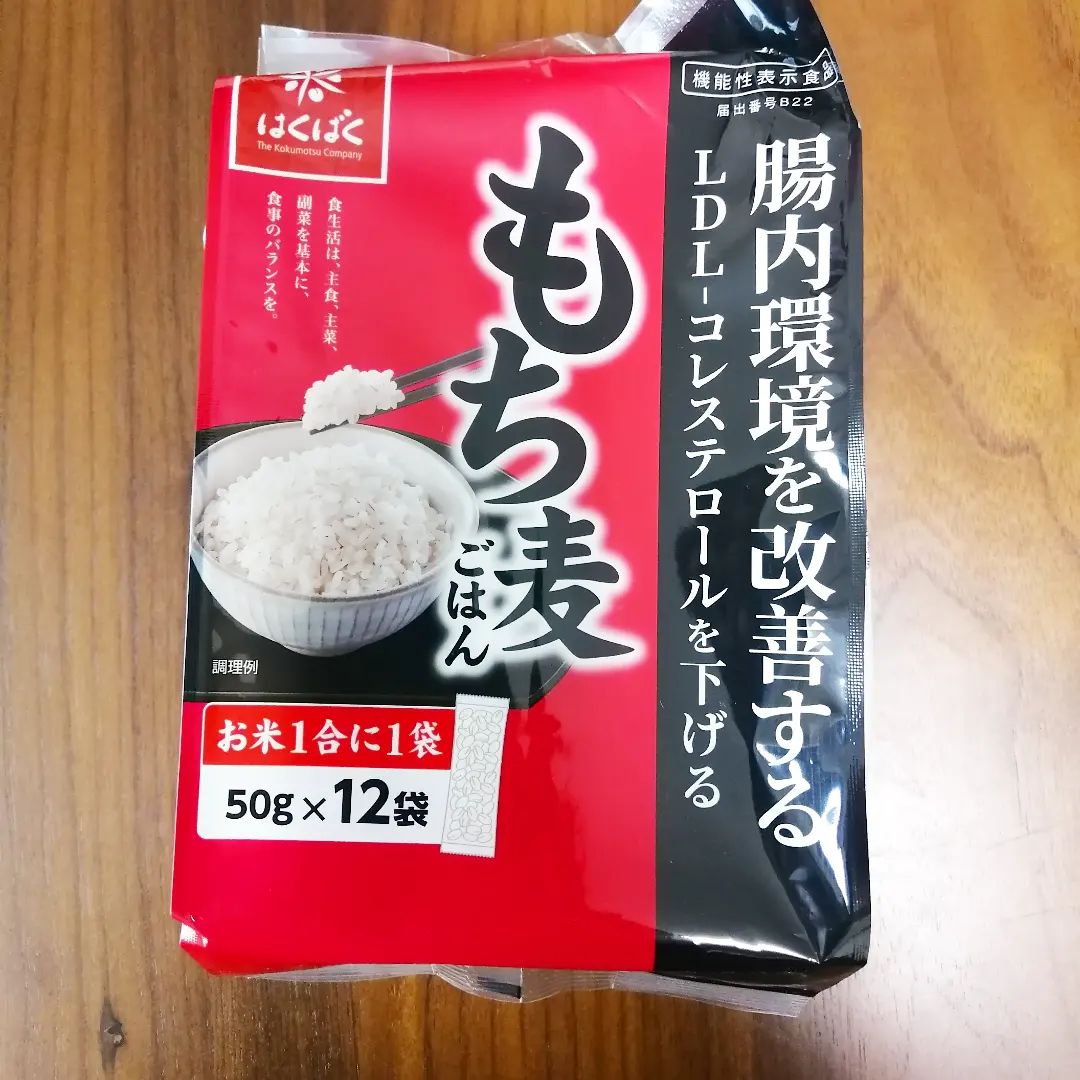 はくばく
The Kokumotsu Company
機能性表示食品
届出番号B22
腸内環境を改善する
LDL-コレステロールを下げる
もち麦
ごはん
食生活は、主食、主菜、
副菜を基本に、
食事のバランスを。
調理例
お米1合に1袋
50g×12袋